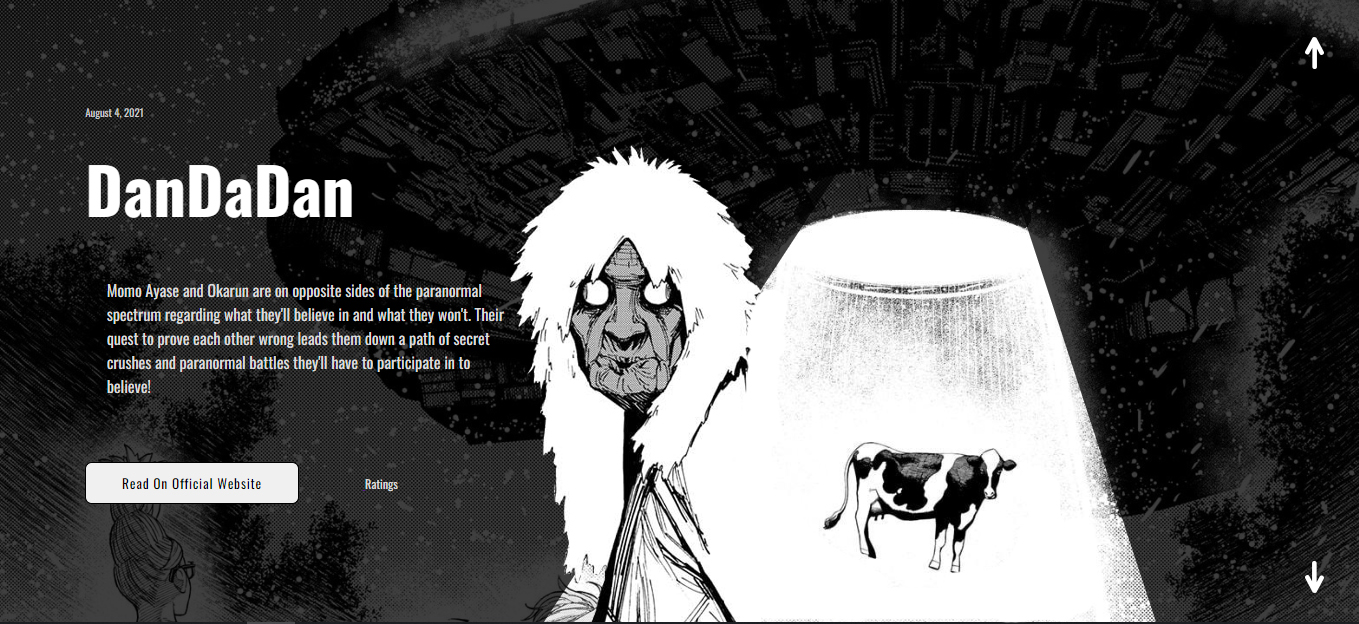 August 4, 2021
DanDaDan
Momo Ayase and Okarun are on opposite sides of the paranormal
spectrum regarding what they'll believe in and what they won't. Their
quest to prove each other wrong leads them down a path of secret
crushes and paranormal battles they'll have to participate in to
believe!
Read On Official Website
Ratings